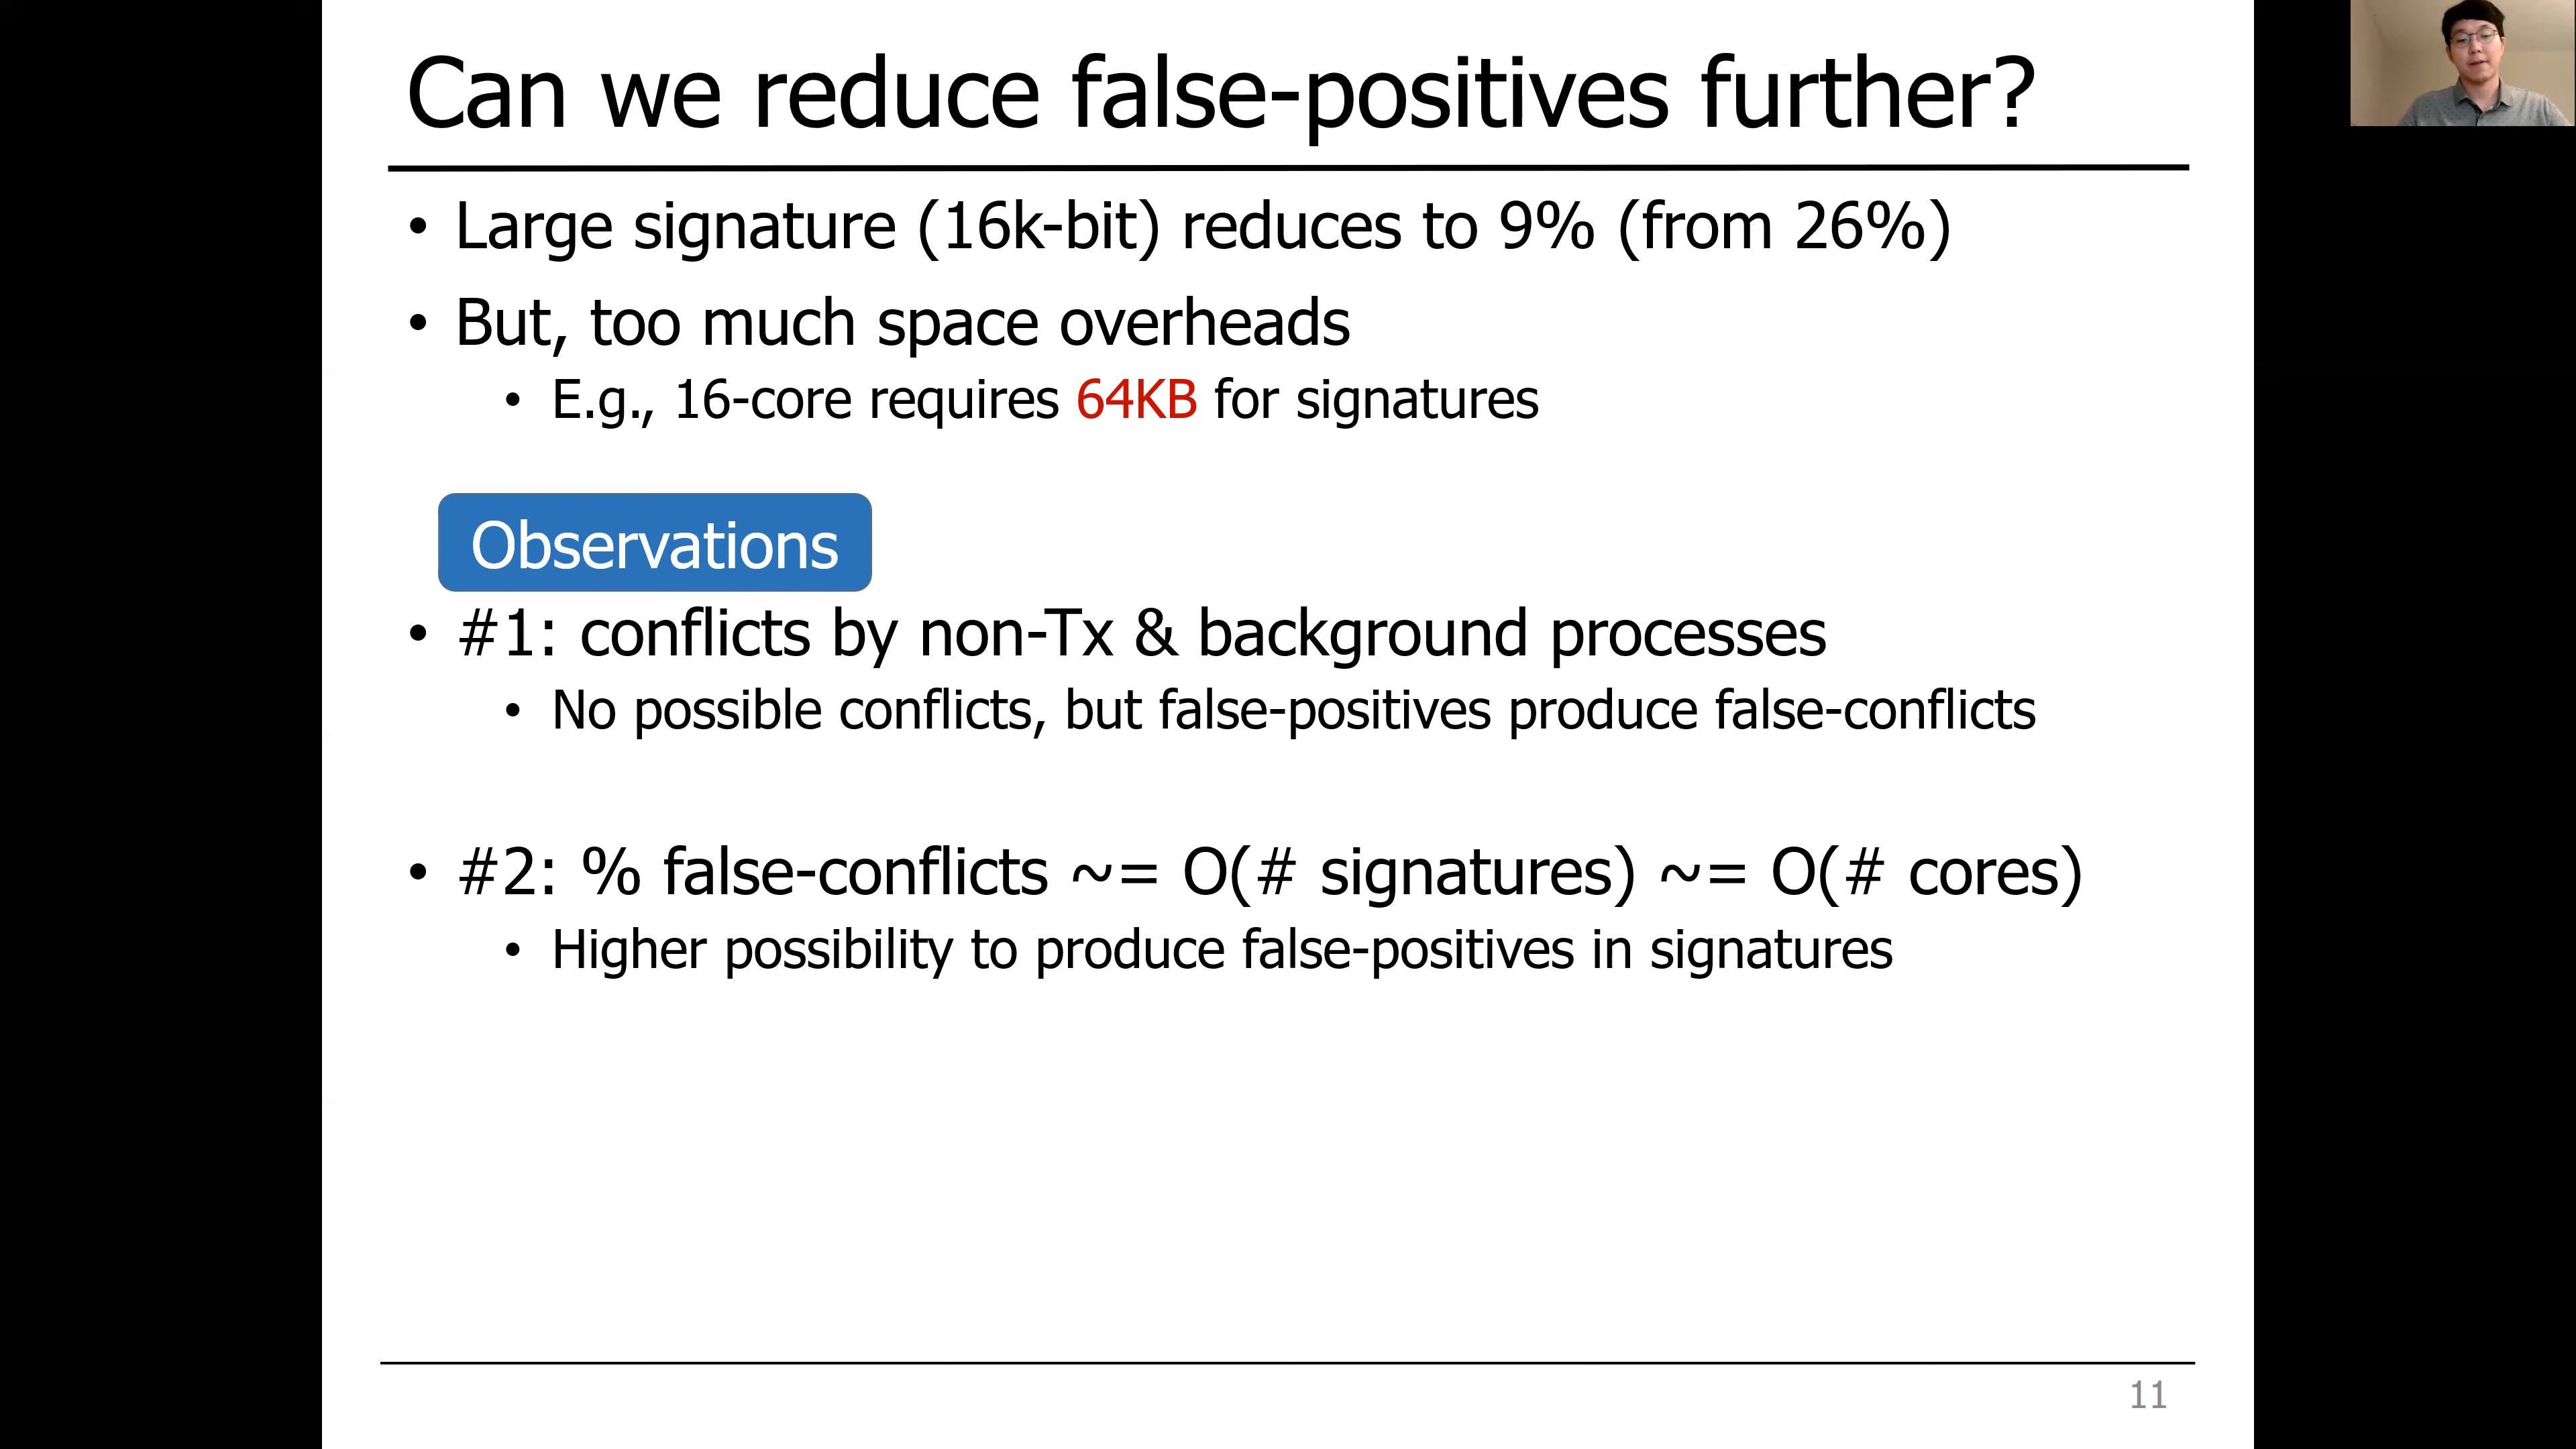 Can we reduce false-positives further?
• Large signature (16k-bit) reduces to 9% (from 26%)
• But, too much space overheads
• E.g., 16-core requires 64KB for signatures
Observations
• #1: conflicts by non-Tx & background processes
• No possible conflicts, but false-positives produce false-conflicts
• #2: % false-conflicts ~= O(# signatures) ~= O(# cores)
• Higher possibility to produce false-positives in signatures
11